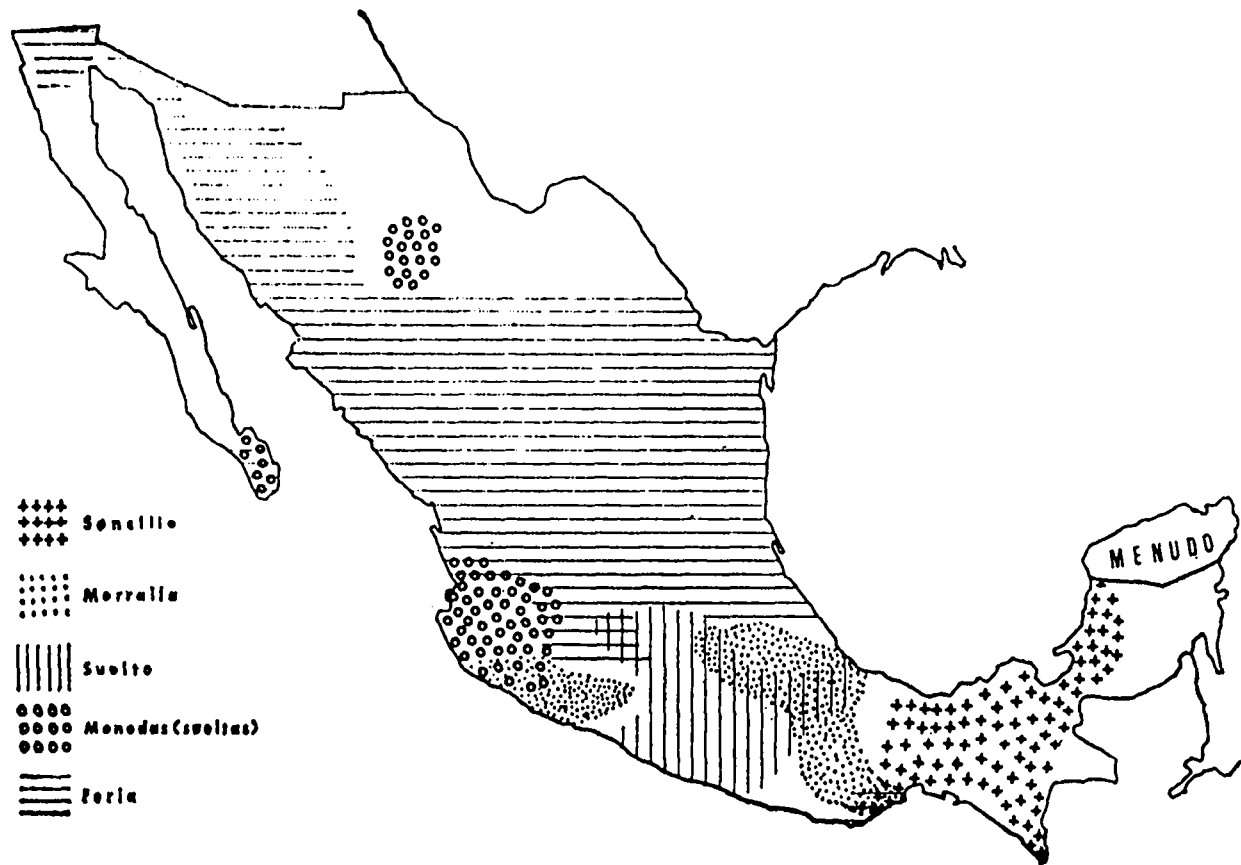 MENUDO
Sencillo
Morralla
Suelto
Monedas (sueltas)
Feria